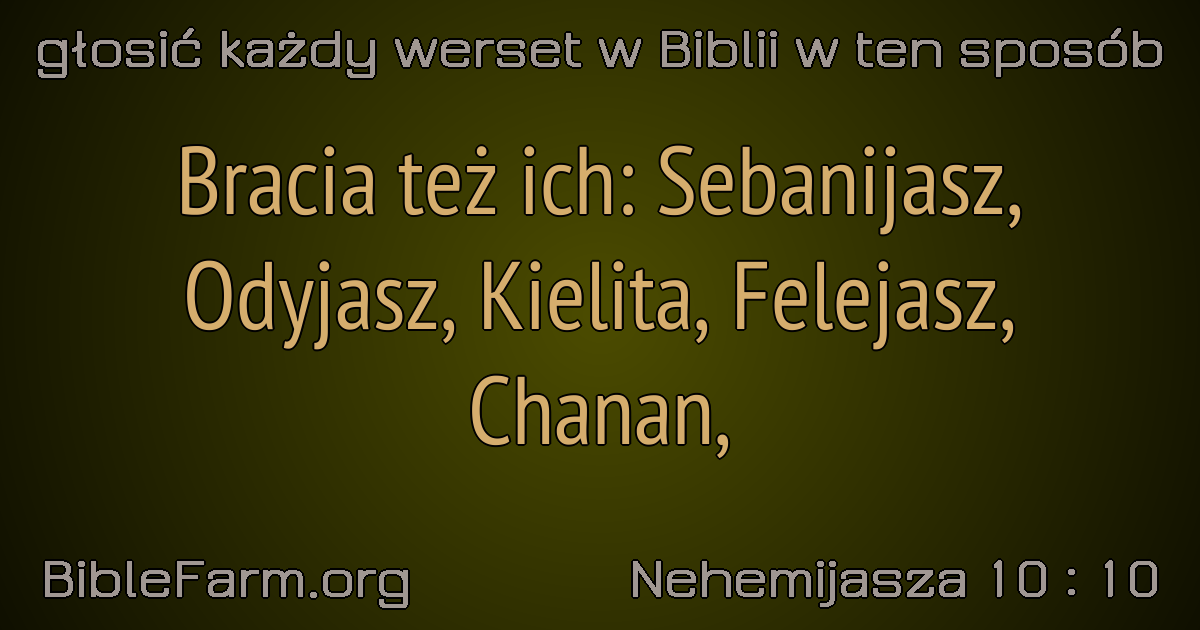 głosić każdy werset w Biblii w ten sposób
Bracia też ich: Sebanijasz,
Odyjasz, Kielita, Felejasz,
Chanan,
BibleFarm.org
Nehemijasza 10 : 10